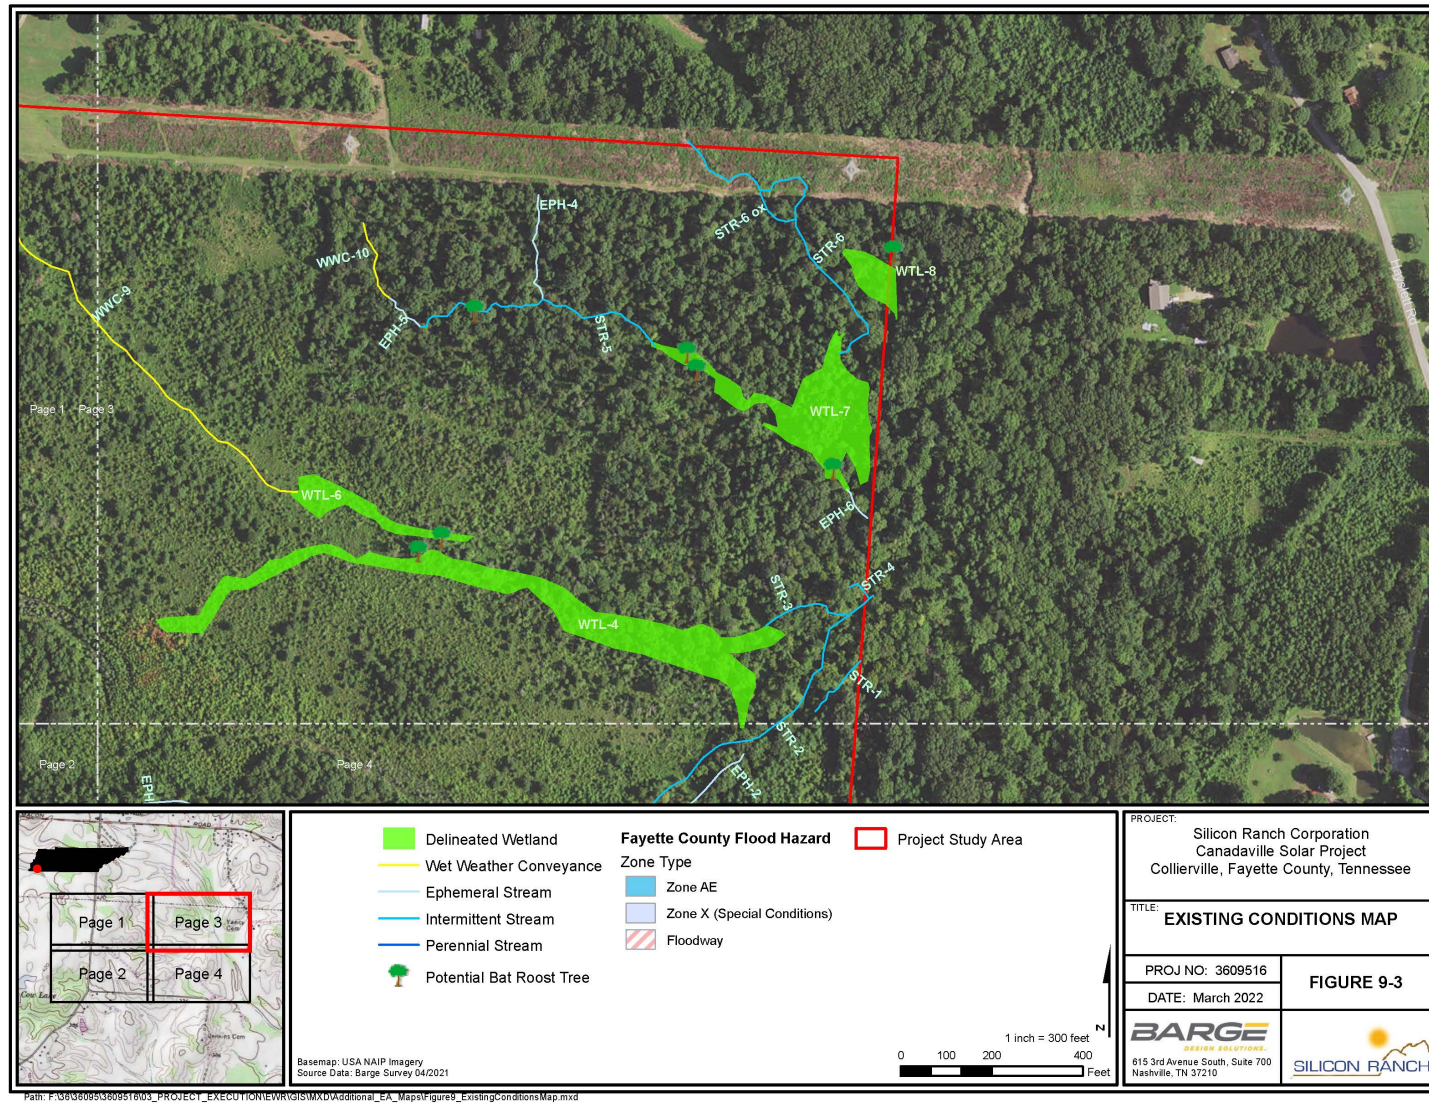 EPH-4
STR-6 ox
STR-6
WWC-10
WTL-8
WWC-9
EPH-5
STR-5
Page 1
Page 3
WTL-7
WTL-6
EPH-6
STR-4
STR-3
WTL-4
STR-1
STR-2
Page 2
Page 4
EPH-2
EPH
ROAD
Page 1
Page 3
Page 2
Page 4
Delineated Wetland
Wet Weather Conveyance
Ephemeral Stream
Intermittent Stream
Perennial Stream
Potential Bat Roost Tree
Fayette County Flood Hazard
Zone Type
Zone AE
Zone X (Special Conditions)
Floodway
Project Study Area
Basemap: USA NAIP Imagery
Source Data: Barge Survey 04/2021
N
1 inch = 300 feet
0 100 200 400
Feet
PROJECT:
Silicon Ranch Corporation
Canadaville Solar Project
Collierville, Fayette County, Tennessee
TITLE:
EXISTING CONDITIONS MAP
PROJ NO: 3609516
DATE: March 2022
FIGURE 9-3
BARGE
DESIGN SOLUTIONS.
615 3rd Avenue South, Suite 700
Nashville, TN 37210
SILICON RANCH
Path: F:\36\36095\3609516\03_PROJECT_EXECUTION\EWR\GIS\MXD\Additional_EA_Maps\Figure9_ExistingConditionsMap.mxd